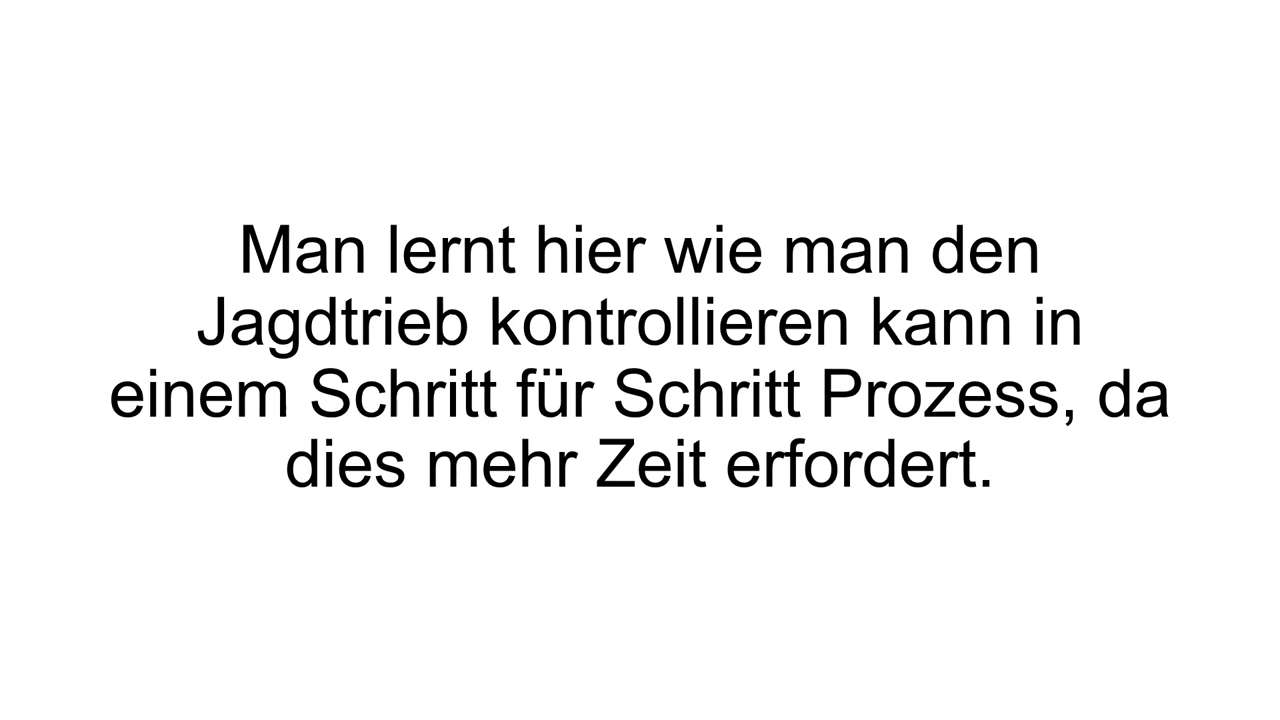 Man lernt hier wie man den
Jagdtrieb kontrollieren kann in
einem Schritt für Schritt Prozess, da
dies mehr Zeit erfordert.